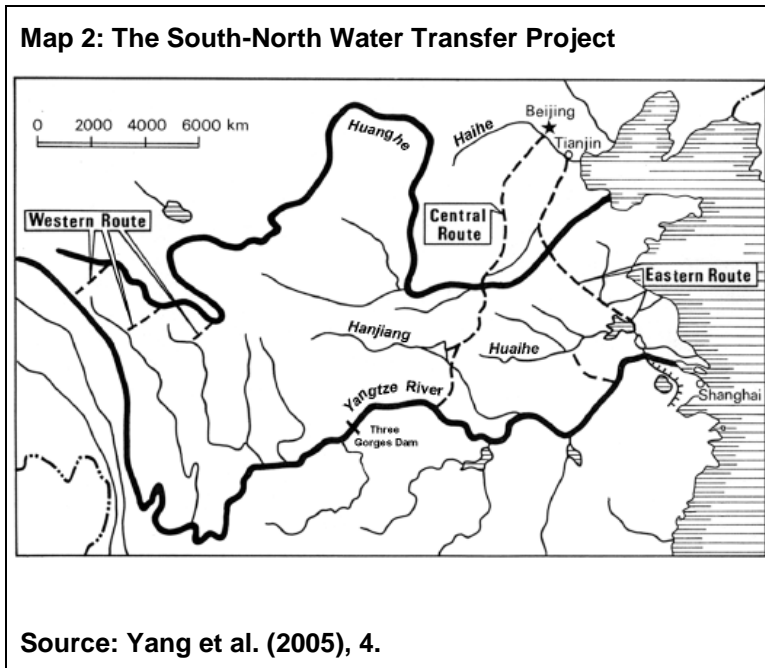 Map 2: The South-North Water Transfer Project
0 2000 4000 6000 km
Huanghe
Haihe
Beijing
Tianjin
Western Route
Central
Route
Eastern Route
Hanjiang
Huaihe
Yangtze River
Three
Gorges Dam
Shanghai
Source: Yang et al. (2005), 4.